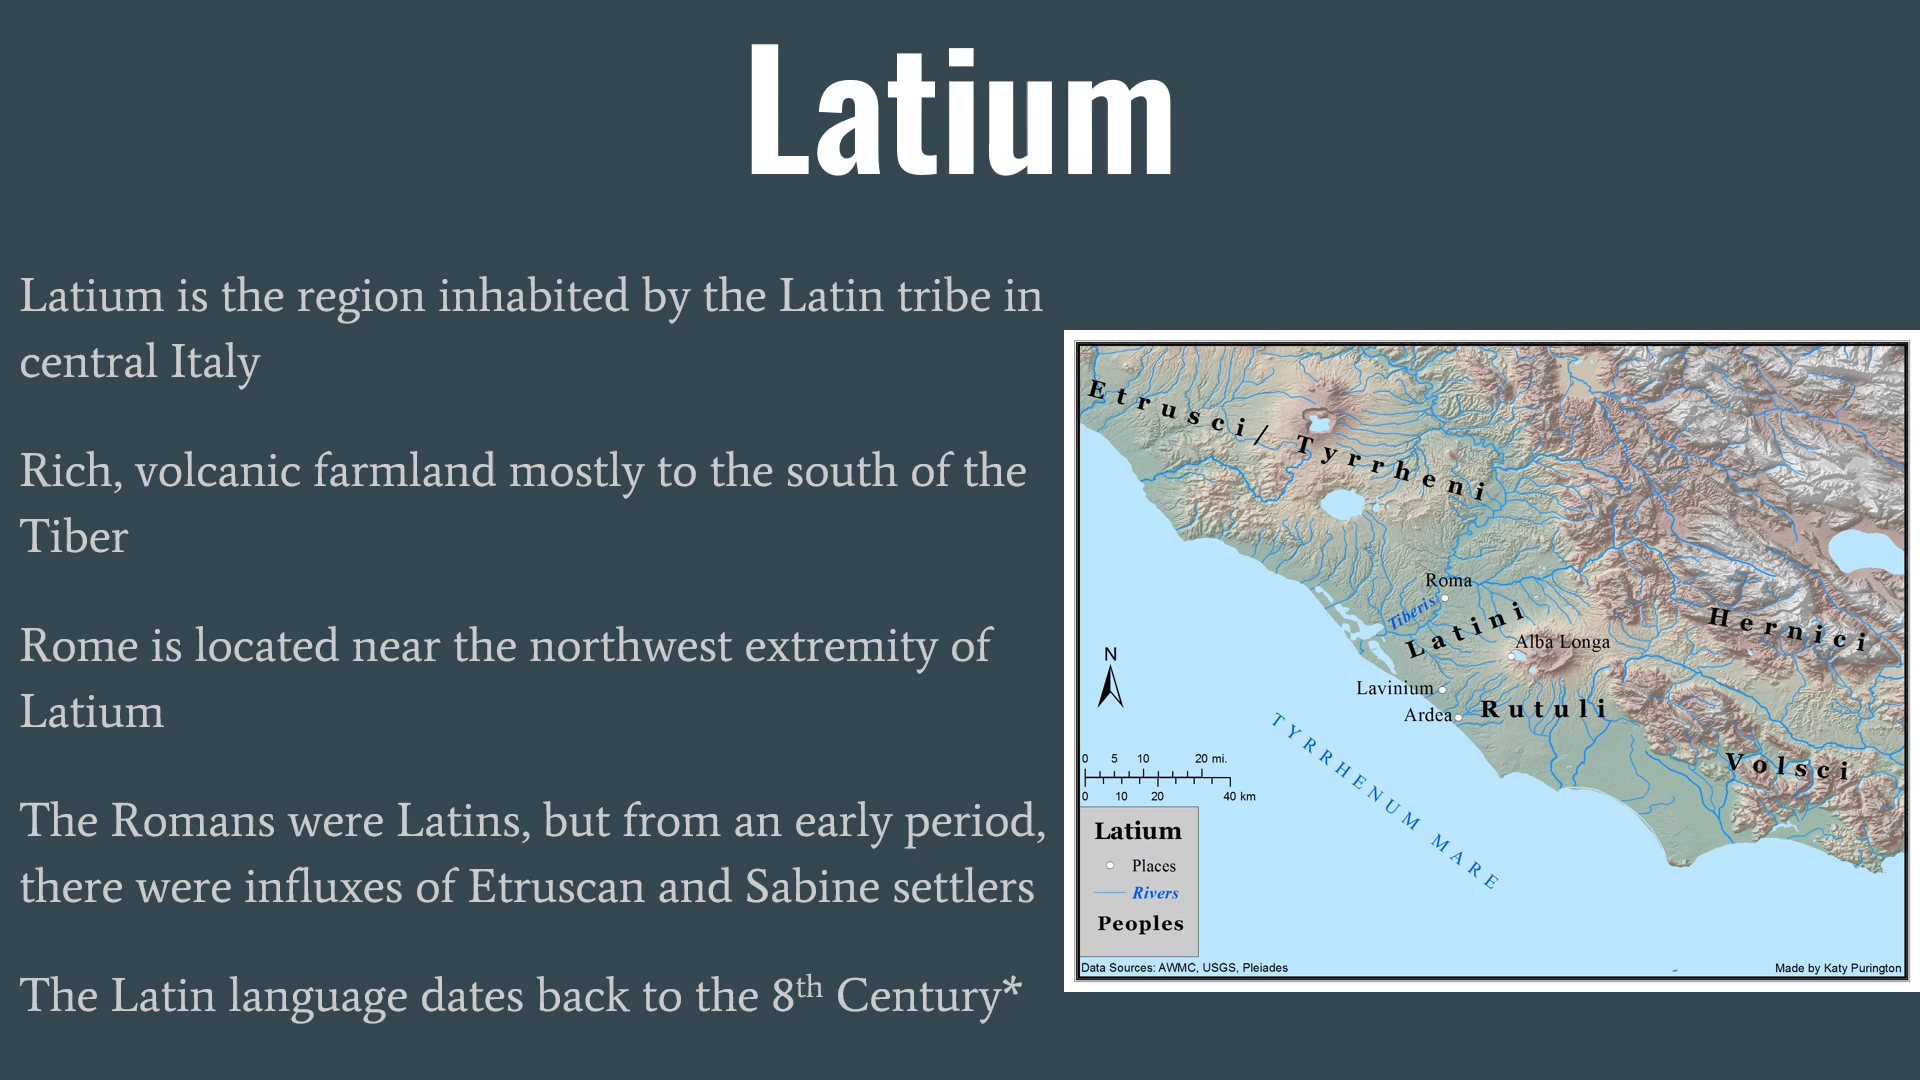 Latium
Latium is the region inhabited by the Latin tribe in
central Italy
Rich, volcanic farmland mostly to the south of the
Tiber
Rome is located near the northwest extremity of
Latium
The Romans were Latins, but from an early period,
there were influxes of Etruscan and Sabine settlers
The Latin language dates back to the 8th Century*
Etrusci/ Tyrrheni
Roma
Tiberis
Latini
Hernici
Alba Longa
Lavinium
Ardea
Rutuli
Volsci
TYRRHENUM MARE
N
0 5 10 20 mi.
0 10 20 40 km
Latium
Places
Rivers
Peoples
Data Sources: AWMC, USGS, Pleiades
Made by Katy Purington